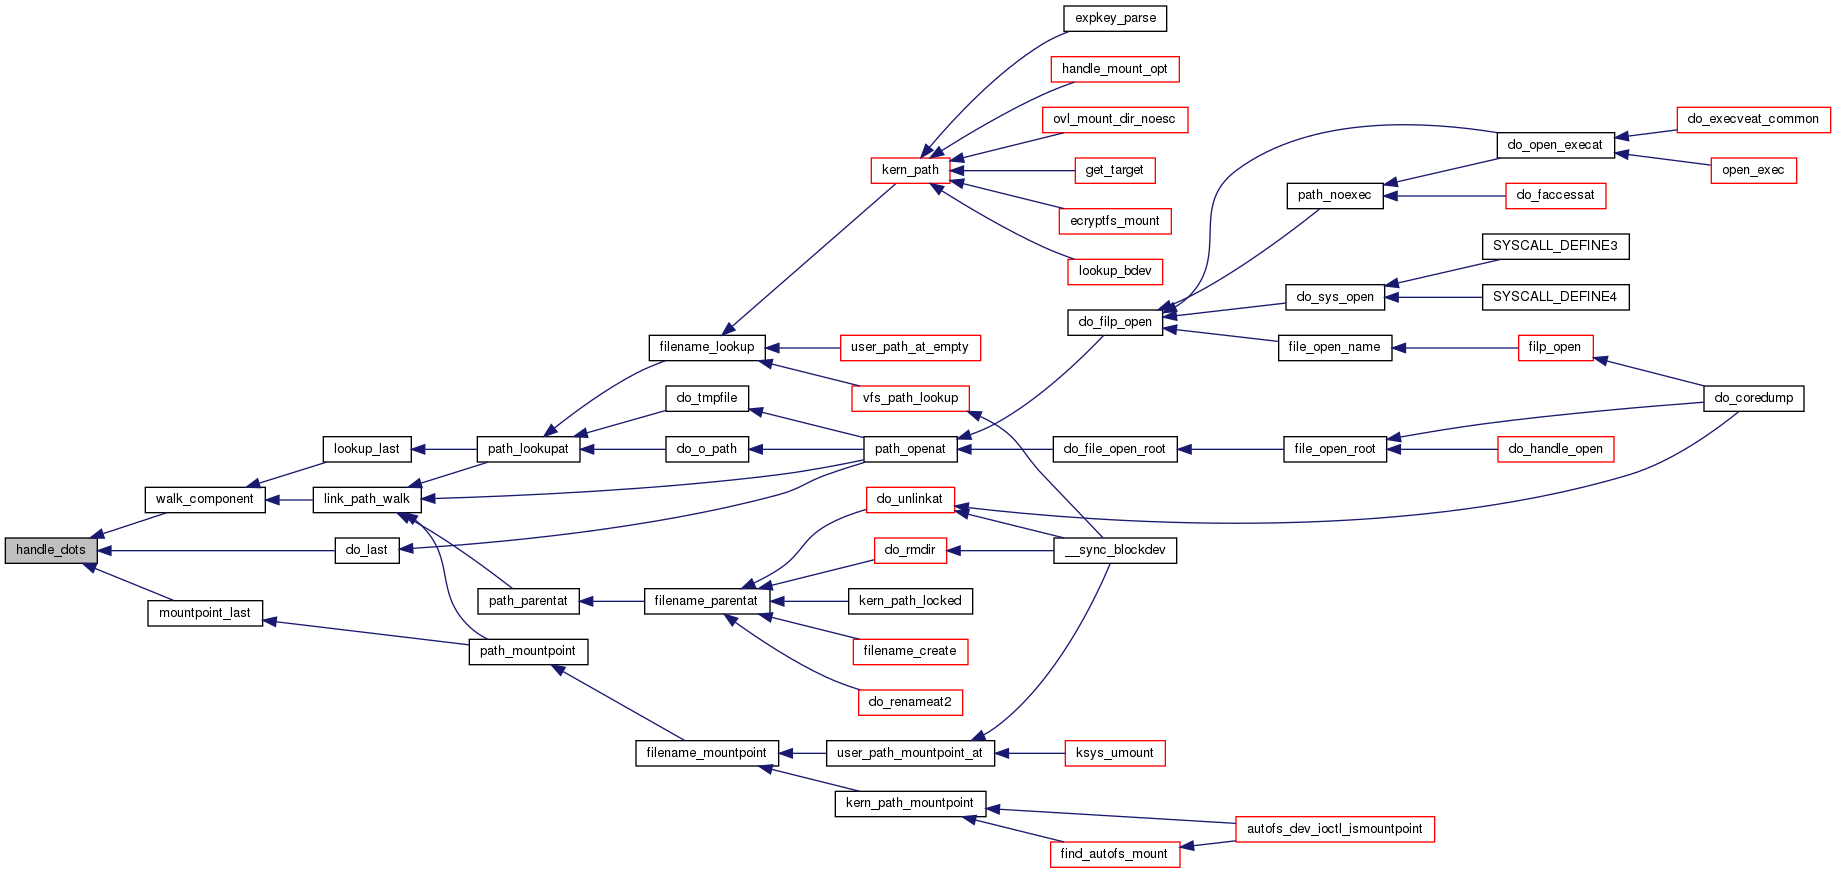 expkey_parse
handle_mount_opt
ovl_mount_dir_noesc
do_execveat_common
do_open_execat
kern_path
get_target
open_exec
path_noexec
do_faccessat
ecryptfs_mount
SYSCALL_DEFINE3
lookup_bdev
do_sys_open
SYSCALL_DEFINE4
do_filp_open
filename_lookup
user_path_at_empty
file_open_name
filp_open
do_tmpfile
vfs_path_lookup
do_coredump
lookup_last
path_lookupat
do_o_path
path_openat
do_file_open_root
file_open_root
do_handle_open
walk_component
link_path_walk
do_unlinkat
handle_dots
do_last
do_rmdir
__sync_blockdev
mountpoint_last
path_parentat
filename_parentat
kern_path_locked
path_mountpoint
filename_create
do_renameat2
filename_mountpoint
user_path_mountpoint_at
ksys_umount
kern_path_mountpoint
autofs_dev_ioctl_ismountpoint
find_autofs_mount